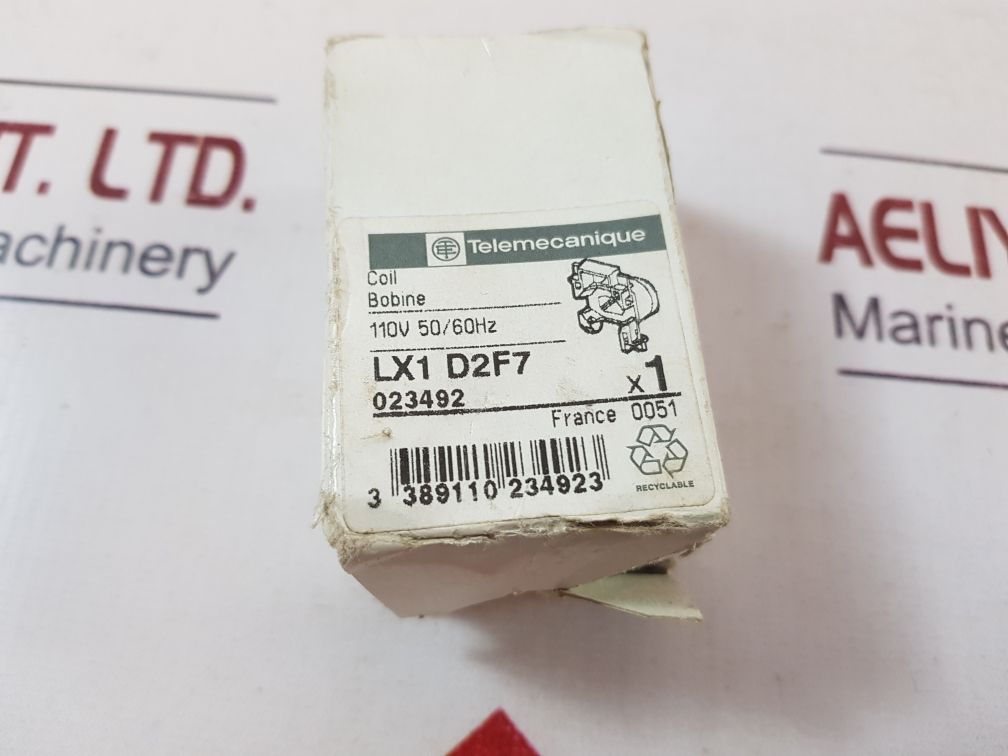 T. LTD.
achinery
AELIY
Marine
Telemecanique
Coil
Bobine
110V 50/60Hz
LX1 D2F7
023492
x1
France 0051
RECYCLABLE
3 389110 234923